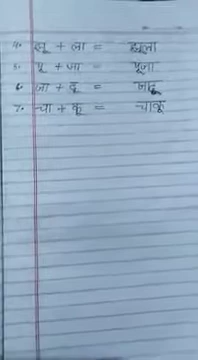 4. झू + ला = झूला
5. पू + जा = पूजा
6. जा + दू = जादू
7. चा + कू = चाकू